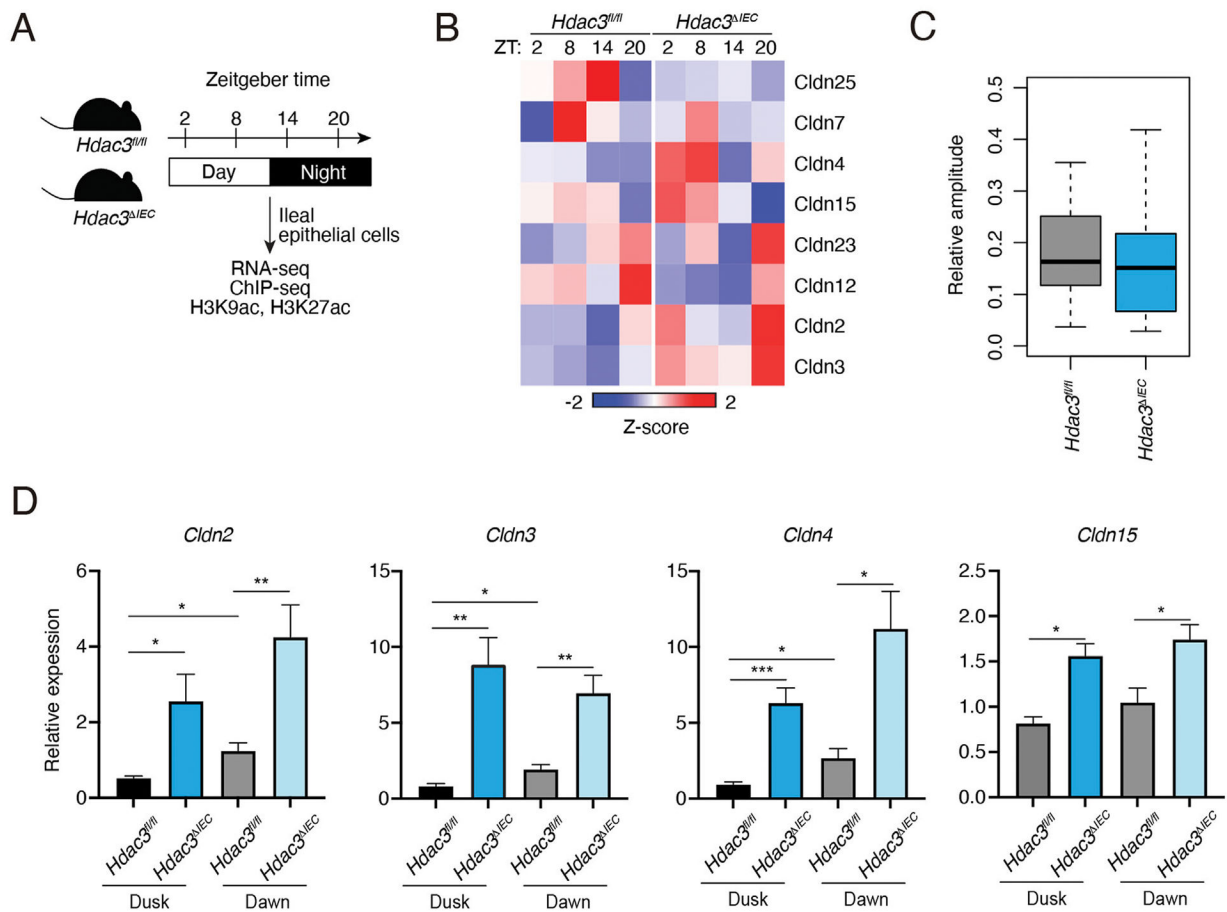 A
Zeitgeber time
2 8 14 20
Hdac3fl/fl
Hdac3ΔIEC
Day Night
Ileal
epithelial cells
RNA-seq
ChIP-seq
H3K9ac, H3K27ac
B
Hdac3fl/fl Hdac3ΔIEC
ZT: 2 8 14 20 2 8 14 20
Cldn25
Cldn7
Cldn4
Cldn15
Cldn23
Cldn12
Cldn2
Cldn3
-2 2
Z-score
C
Relative amplitude
0.5
0.4
0.3
0.2
0.1
0.0
Hdac3fl/fl
Hdac3ΔIEC
D
Relative expression
Cldn2
6
4
2
0
*
*
**
Hdac3fl/fl
Hdac3ΔIEC
Hdac3fl/fl
Hdac3ΔIEC
Dusk Dawn
Cldn3
15
10
5
0
*
**
**
Hdac3fl/fl
Hdac3ΔIEC
Hdac3fl/fl
Hdac3ΔIEC
Dusk Dawn
Cldn4
15
10
5
0
*
*
***
Hdac3fl/fl
Hdac3ΔIEC
Hdac3fl/fl
Hdac3ΔIEC
Dusk Dawn
Cldn15
2.5
2.0
1.5
1.0
0.5
0.0
*
*
Hdac3fl/fl
Hdac3ΔIEC
Hdac3fl/fl
Hdac3ΔIEC
Dusk Dawn